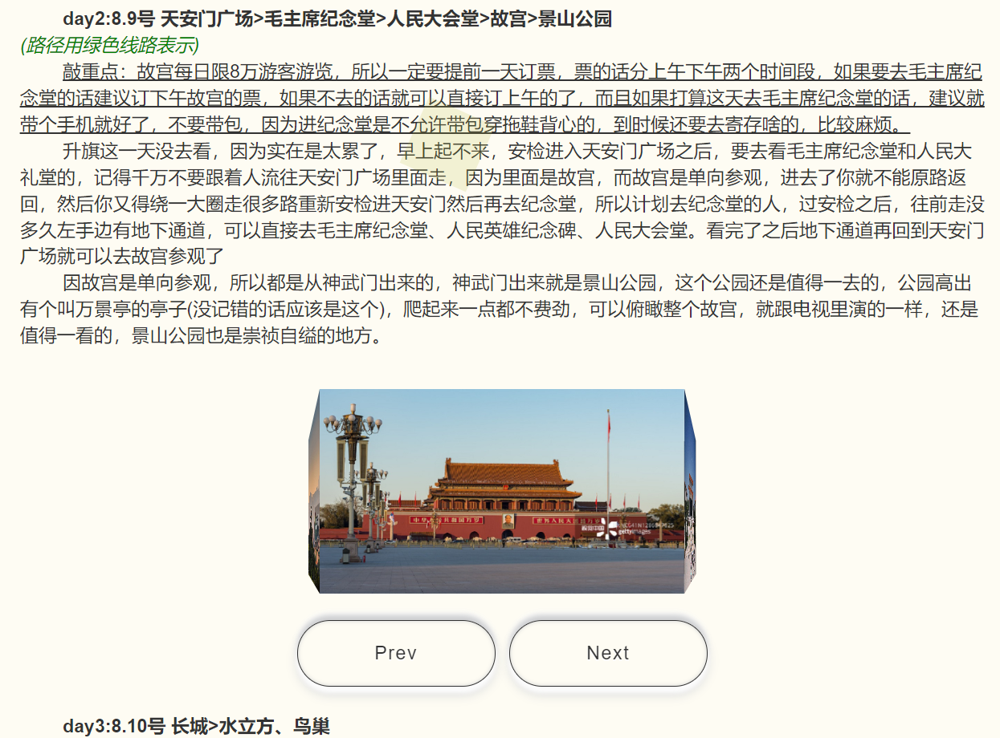 day2:8.9号 天安门广场>毛主席纪念堂>人民大会堂>故宫>景山公园
(路径用绿色线路表示)
敲重点：故宫每日限8万游客游览，所以一定要提前一天订票，票的话分上午下午两个时间段，如果要去毛主席纪
念堂的话建议订下午故宫的票，如果不去的话就可以直接订上午的了，而且如果打算这天去毛主席纪念堂的话，建议就
带个手机就好了，不要带包，因为进纪念堂是不允许带包穿拖鞋背心的，到时候还要去寄存啥的，比较麻烦。
升旗这一天没去看，因为实在是太累了，早上起不来，安检进入天安门广场之后，要去看毛主席纪念堂和人民大
礼堂的，记得千万不要跟着人流往天安门广场里面走，因为里面是故宫，而故宫是单向参观，进去了你就不能原路返
回，然后你又得绕一大圈走很多路重新安检进天安门然后再去纪念堂，所以计划去纪念堂的人，过安检之后，往前走没
多久左手边有地下通道，可以直接去毛主席纪念堂、人民英雄纪念碑、人民大会堂。看完了之后地下通道再回到天安门
广场就可以去故宫参观了
因故宫是单向参观，所以都是从神武门出来的，神武门出来就是景山公园，这个公园还是值得一去的，公园高出
有个叫万景亭的亭子(没记错的话应该是这个)，爬起来一点都不费劲，可以俯瞰整个故宫，就跟电视里演的一样，还是
值得一看的，景山公园也是崇祯自缢的地方。
视觉中国
gettyimages
Prev
Next
day3:8.10号 长城>水立方、鸟巢